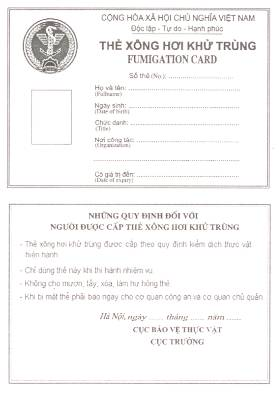 CỘNG HÒA XÃ HỘI CHỦ NGHĨA VIỆT NAM
Độc lập - Tự do - Hạnh phúc
THẺ XÔNG HƠI KHỬ TRÙNG
FUMIGATION CARD
Số thẻ (No.):
Họ và tên:
(Fullname)
Ngày sinh:
(Date of birth)
Chức danh:
(Title)
Nơi công tác:
(Organization)
Có giá trị đến:
(Date of expiry)
NHỮNG QUY ĐỊNH ĐỐI VỚI
NGƯỜI ĐƯỢC CẤP THẺ XÔNG HƠI KHỬ TRÙNG
- Thẻ xông hơi khử trùng được cấp theo quy định kiểm dịch thực vật
hiện hành.
- Chỉ dùng thẻ này khi thi hành nhiệm vụ.
- Không cho mượn, tẩy, xóa, làm hư hỏng thẻ.
- Khi bị mất thẻ phải báo ngay cho cơ quan công an và cơ quan chủ quản.
Hà Nội, ngày ...... tháng ...... năm .......
CỤC BẢO VỆ THỰC VẬT
CỤC TRƯỞNG